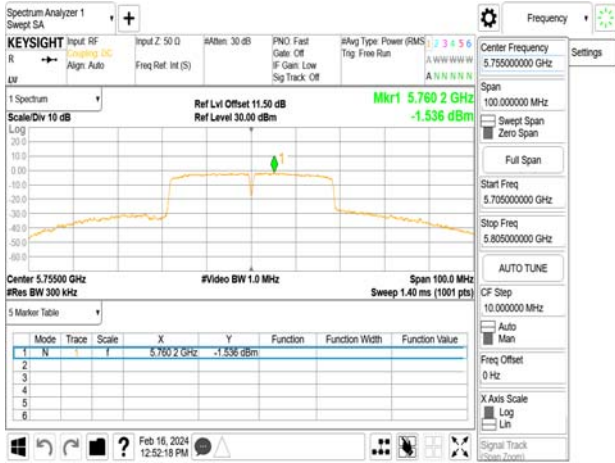 Spectrum Analyzer 1
Swept SA
Frequency
KEYSIGHT Input: RF
Coupling: DC
Align: Auto
R
LXI
Input Z: 50 Ω
Freq Ref: Int (S)
#Atten: 30 dB
PNO: Fast
Gate: Off
IF Gain: Low
Sig Track: Off
#Avg Type: Power (RMS
Trig: Free Run
1 2 3 4 5 6
A W W W W W
A N N N N N
Settings
Center Frequency
5.755000000 GHz
Span
100.000000 MHz
Swept Span
Zero Span
Full Span
Start Freq
5.705000000 GHz
Stop Freq
5.805000000 GHz
AUTO TUNE
CF Step
10.000000 MHz
Auto
Man
Freq Offset
0 Hz
X Axis Scale
Log
Lin
Signal Track
(Span Zoom)
1 Spectrum
Scale/Div 10 dB
Ref Lvl Offset 11.50 dB
Ref Level 30.00 dBm
Mkr1 5.760 2 GHz
-1.536 dBm
Log
20.0
10.0
0.00
-10.0
-20.0
-30.0
-40.0
-50.0
-60.0
1
Center 5.75500 GHz
#Res BW 300 kHz
#Video BW 1.0 MHz
Span 100.0 MHz
Sweep 1.40 ms (1001 pts)
5 Marker Table
Mode Trace Scale X Y Function Function Width Function Value
1 N 1 f 5.760 2 GHz -1.536 dBm
2
3
4
5
6
?
Feb 16, 2024
12:52:18 PM